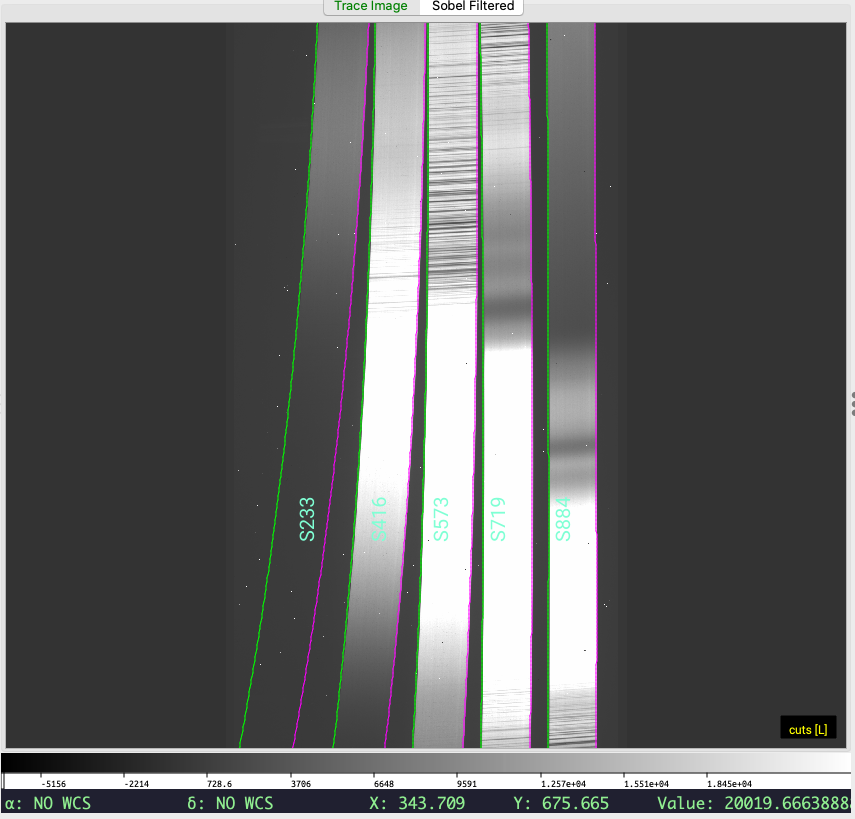 Trace Image Sobel Filtered
S233
S416
S573
S719
S884
cuts [L]
-5156 -2214 728.6 3706 6648 9591 1.257e+04 1.551e+04 1.845e+04
α: NO WCS δ: NO WCS X: 343.709 Y: 675.665 Value: 20019.6663888